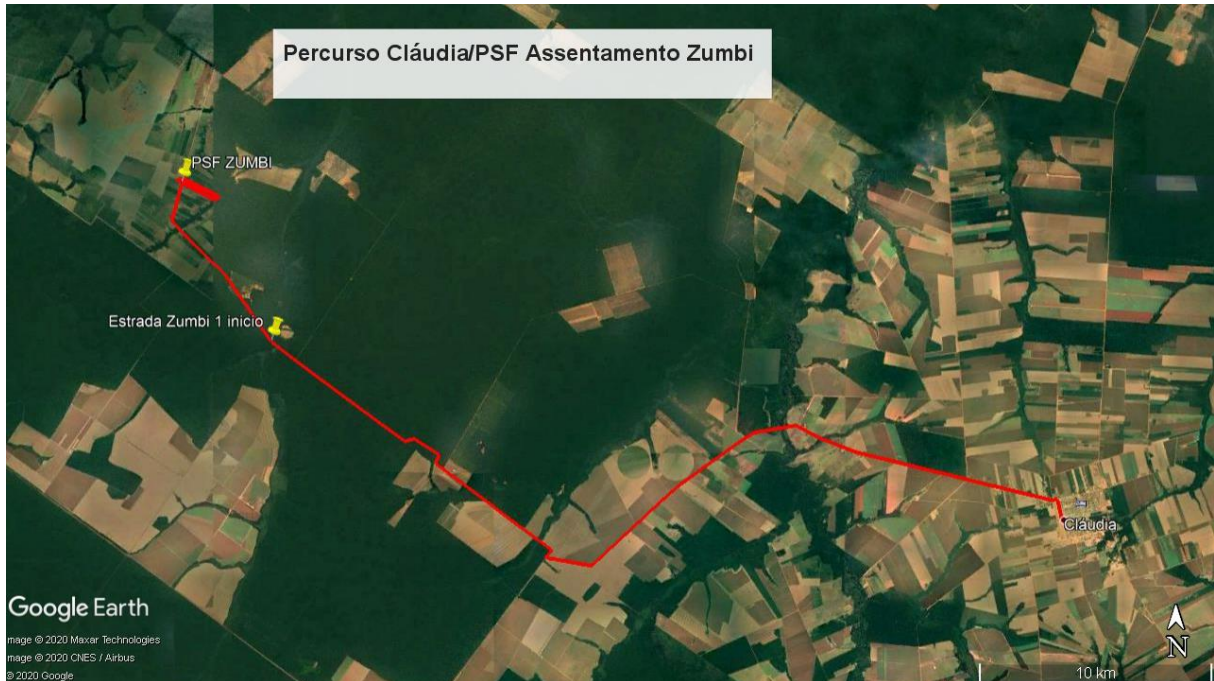 Percurso Cláudia/PSF Assentamento Zumbi
PSF ZUMBI
Estrada Zumbi 1 inicio
Cláudia
Google Earth
mage © 2020 Maxar Technologies
mage © 2020 CNES / Airbus
© 2020 Google
N
10 km